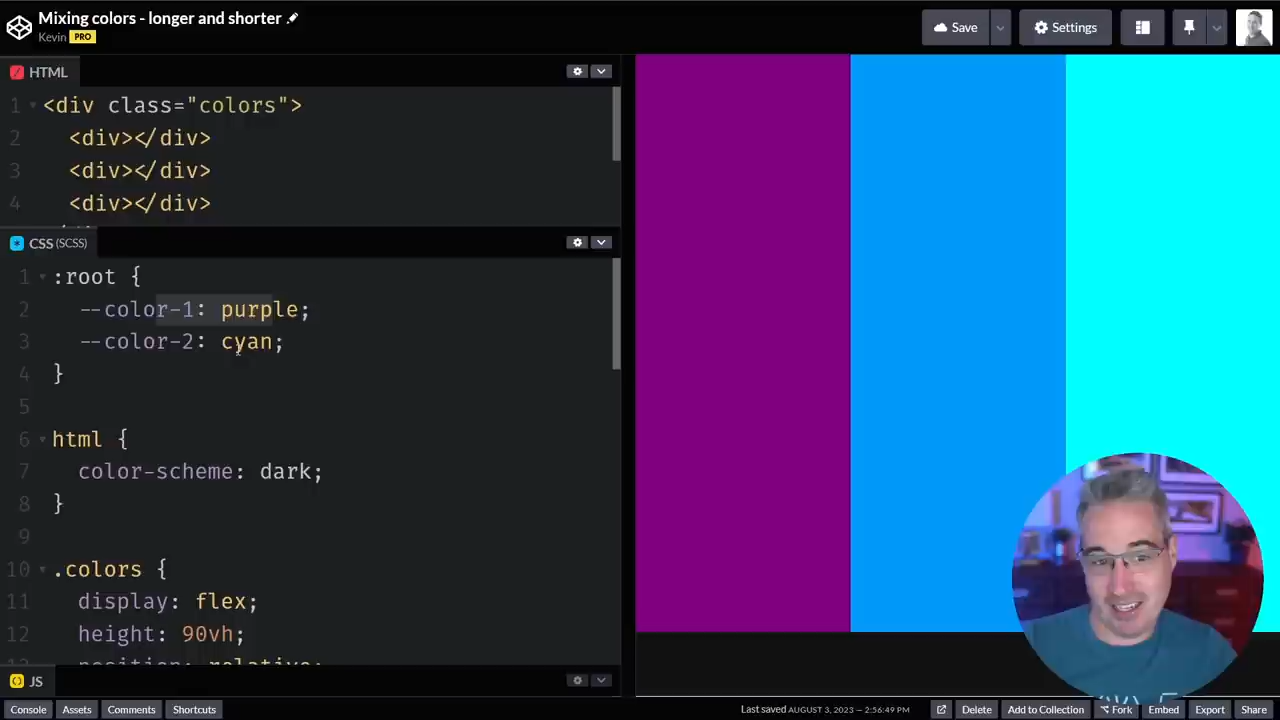 Mixing colors - longer and shorter
Kevin PRO
Save
Settings
HTML
1 <div class="colors">
2 <div></div>
3 <div></div>
4 <div></div>
CSS (SCSS)
1 :root {
2 --color-1: purple;
3 --color-2: cyan;
4 }
5
6 html {
7 color-scheme: dark;
8 }
9
10 .colors {
11 display: flex;
12 height: 90vh;
position: relative;
JS
Console Assets Comments Shortcuts
Last saved AUGUST 3, 2023 — 2:56:49 PM
Delete Add to Collection Fork Embed Export Share